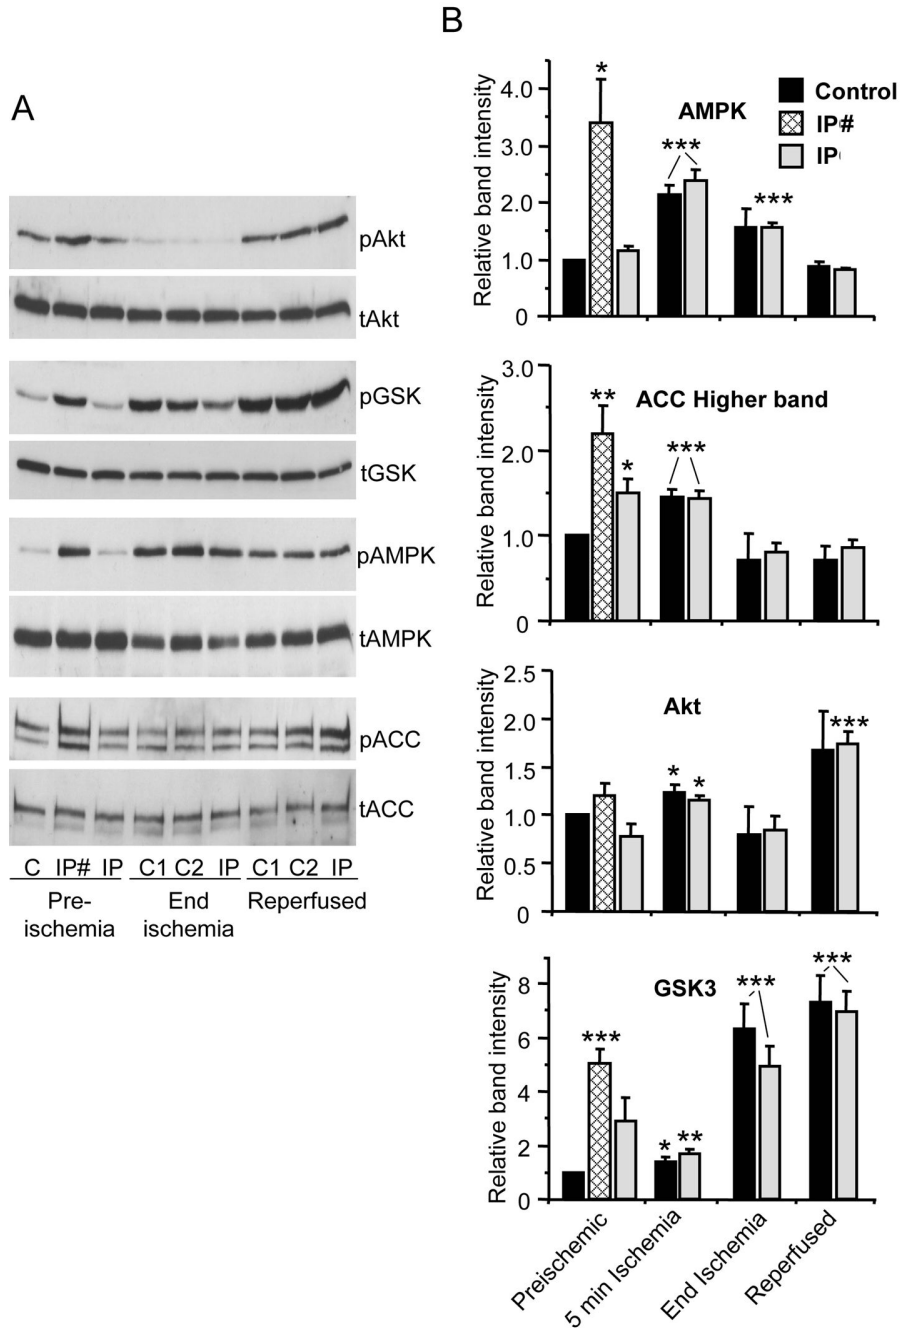 A
pAkt
tAkt
pGSK
tGSK
pAMPK
tAMPK
pACC
tACC
C IP# IP C1 C2 IP C1 C2 IP
Pre-ischemia
End ischemia
Reperfused
B
Relative band intensity
4.0
3.0
2.0
1.0
0
AMPK
*
***
***
Control
IP#
IP
Relative band intensity
3.0
2.0
1.0
0
ACC Higher band
**
*
***
Relative band intensity
2.5
2.0
1.5
1.0
0.5
0
Akt
*
*
***
Relative band intensity
8
6
4
2
0
GSK3
***
*
**
***
***
Preischemic
5 min Ischemia
End Ischemia
Reperfused